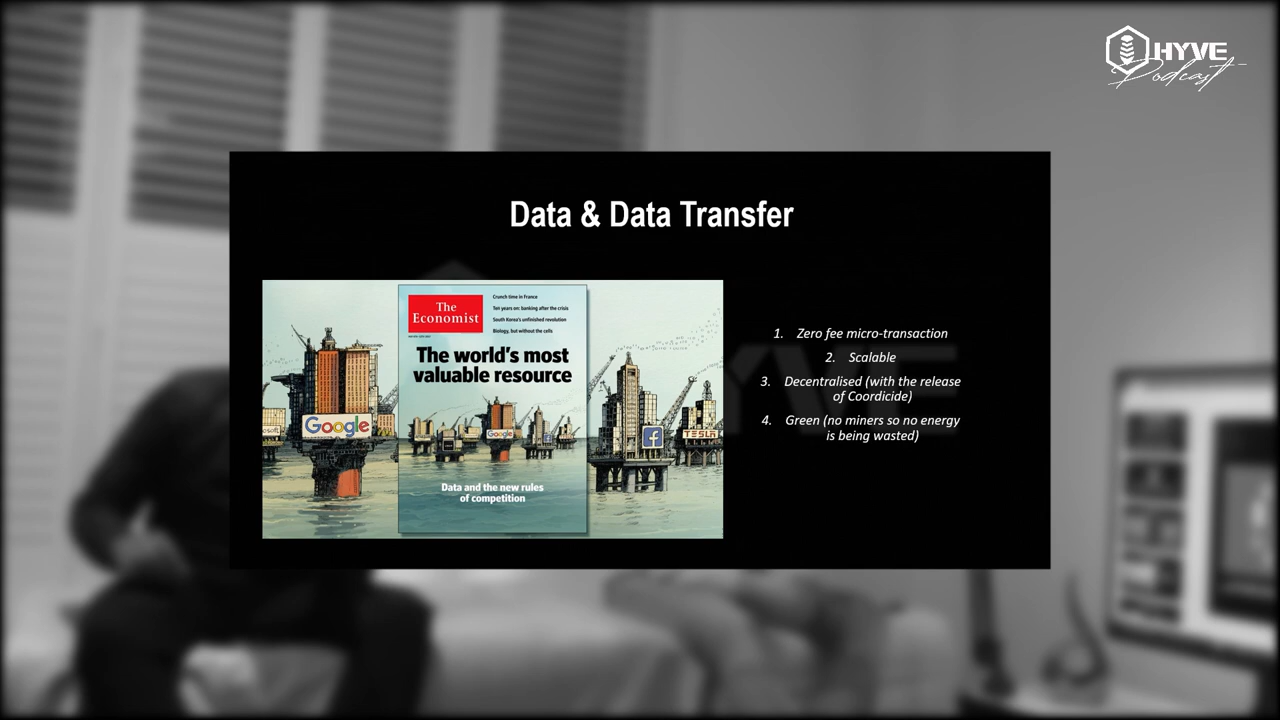 HYVE
Podcast
Data & Data Transfer
The
Economist
Crunch time in France
Ten years on: banking after the crisis
South Korea's unfinished revolution
Biology, but without the cells
The world's most
valuable resource
Google
Google
TESLA
Data and the new rules
of competition
1. Zero fee micro-transaction
2. Scalable
3. Decentralised (with the release
of Coordicide)
4. Green (no miners so no energy
is being wasted)
HYVE